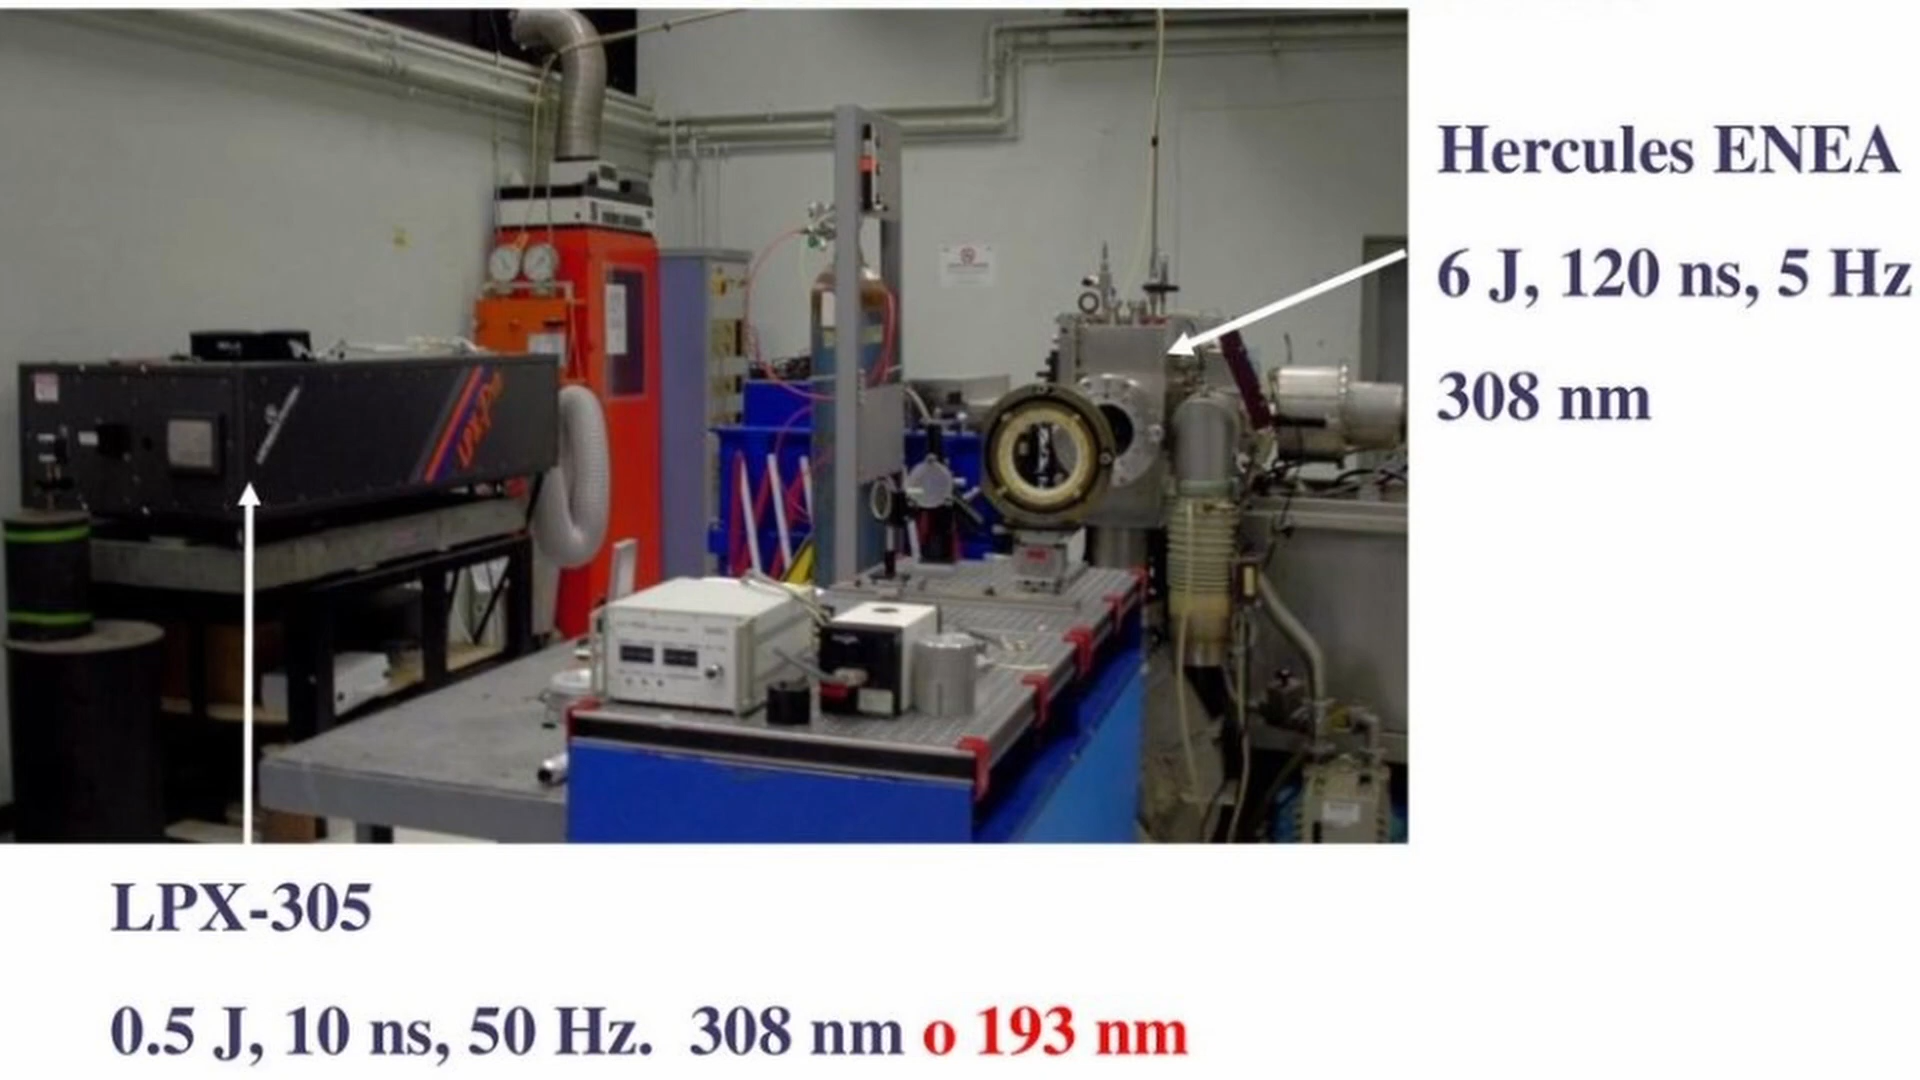 Hercules ENEA
6 J, 120 ns, 5 Hz
308 nm
LPX-305
0.5 J, 10 ns, 50 Hz. 308 nm o 193 nm